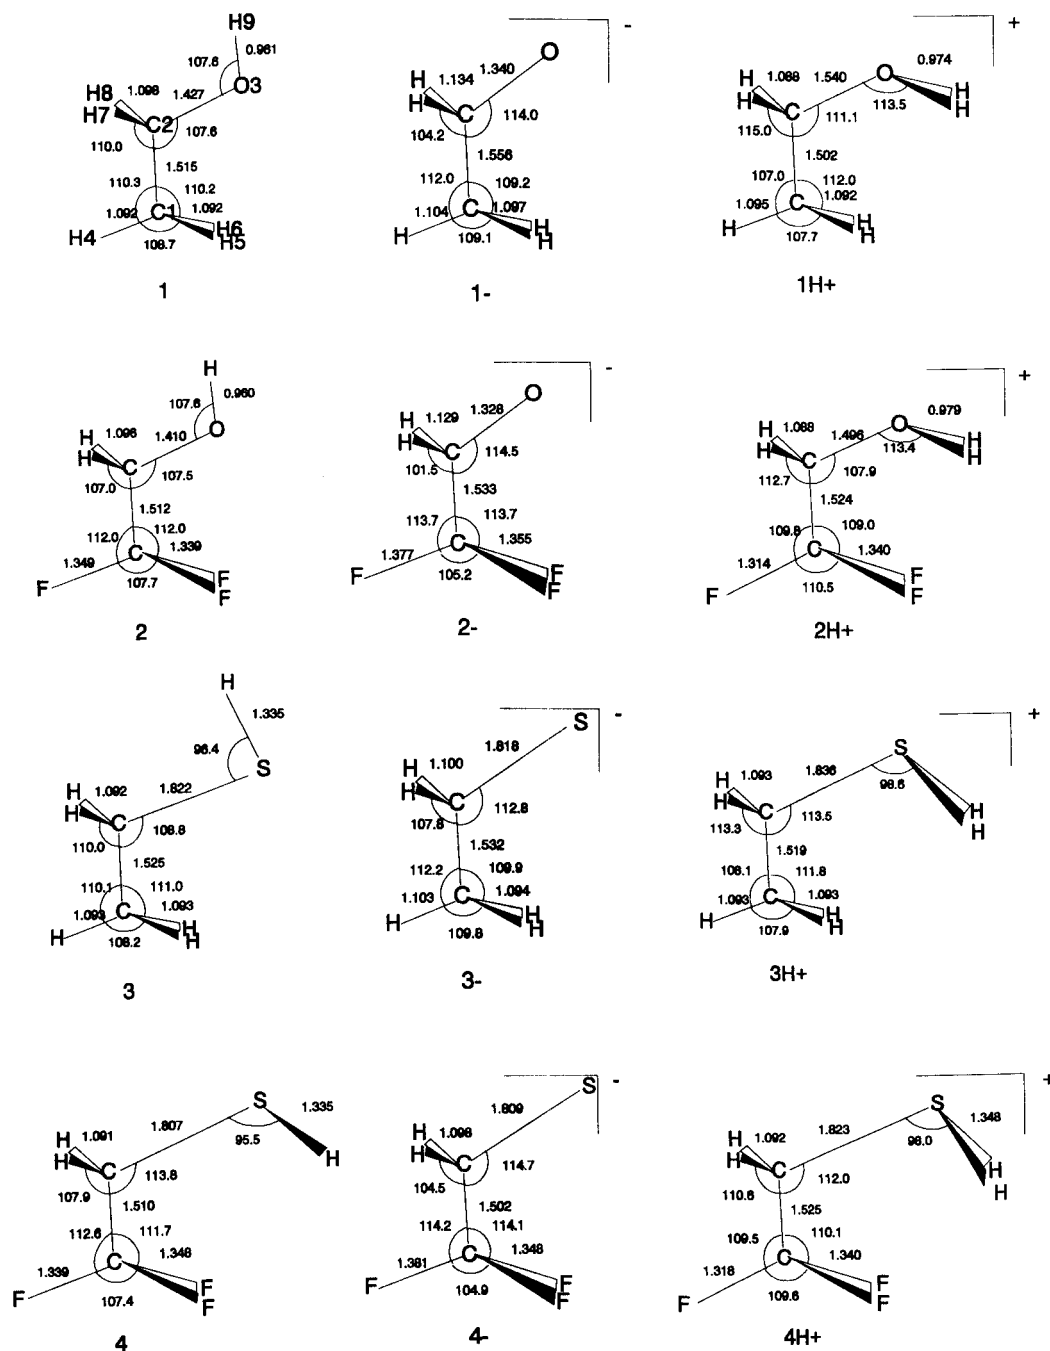 H9
0.961
107.6
O3
H8
1.098
H7
1.427
C2
107.6
110.0
1.515
110.3
110.2
1.092
C1
1.092
H4
H6
H5
108.7
1
-
O
H
1.134
1.340
H
C
114.0
104.2
1.556
112.0
109.2
1.104
C
1.097
H
H
H
109.1
1-
+
0.974
O
H
1.088
1.540
H
H
H
113.5
C
111.1
115.0
1.502
107.0
112.0
1.095
C
1.092
H
H
H
107.7
1H+
H
0.960
107.6
O
H
1.096
H
1.410
C
107.5
107.0
1.512
112.0
112.0
C
1.339
1.349
F
F
F
107.7
2
-
O
H
1.129
1.328
H
C
114.5
101.5
1.533
113.7
113.7
C
1.355
1.377
F
F
F
105.2
2-
+
0.979
O
H
1.088
1.496
H
H
H
113.4
C
107.9
112.7
1.524
109.8
109.0
C
1.340
1.314
F
F
F
110.5
2H+
H
1.335
96.4
S
H
1.092
1.822
H
C
108.8
110.0
1.525
110.1
111.0
1.093
C
1.093
H
H
H
108.2
3
-
S
1.818
H
1.100
H
C
112.8
107.8
1.532
112.2
109.9
1.103
C
1.094
H
H
H
109.8
3-
+
S
98.6
H
1.093
1.836
H
H
H
C
113.5
113.3
1.519
108.1
111.8
1.093
C
1.093
H
H
H
107.9
3H+
S
1.335
95.5
H
H
1.091
1.807
H
C
113.8
107.9
1.510
112.6
111.7
C
1.348
1.339
F
F
F
107.4
4
-
S
1.809
H
1.098
H
C
114.7
104.5
1.502
114.2
114.1
C
1.348
1.381
F
F
F
104.9
4-
+
S
1.348
98.0
H
H
H
1.092
1.823
H
C
112.0
110.6
1.525
109.5
110.1
C
1.340
1.318
F
F
F
109.6
4H+